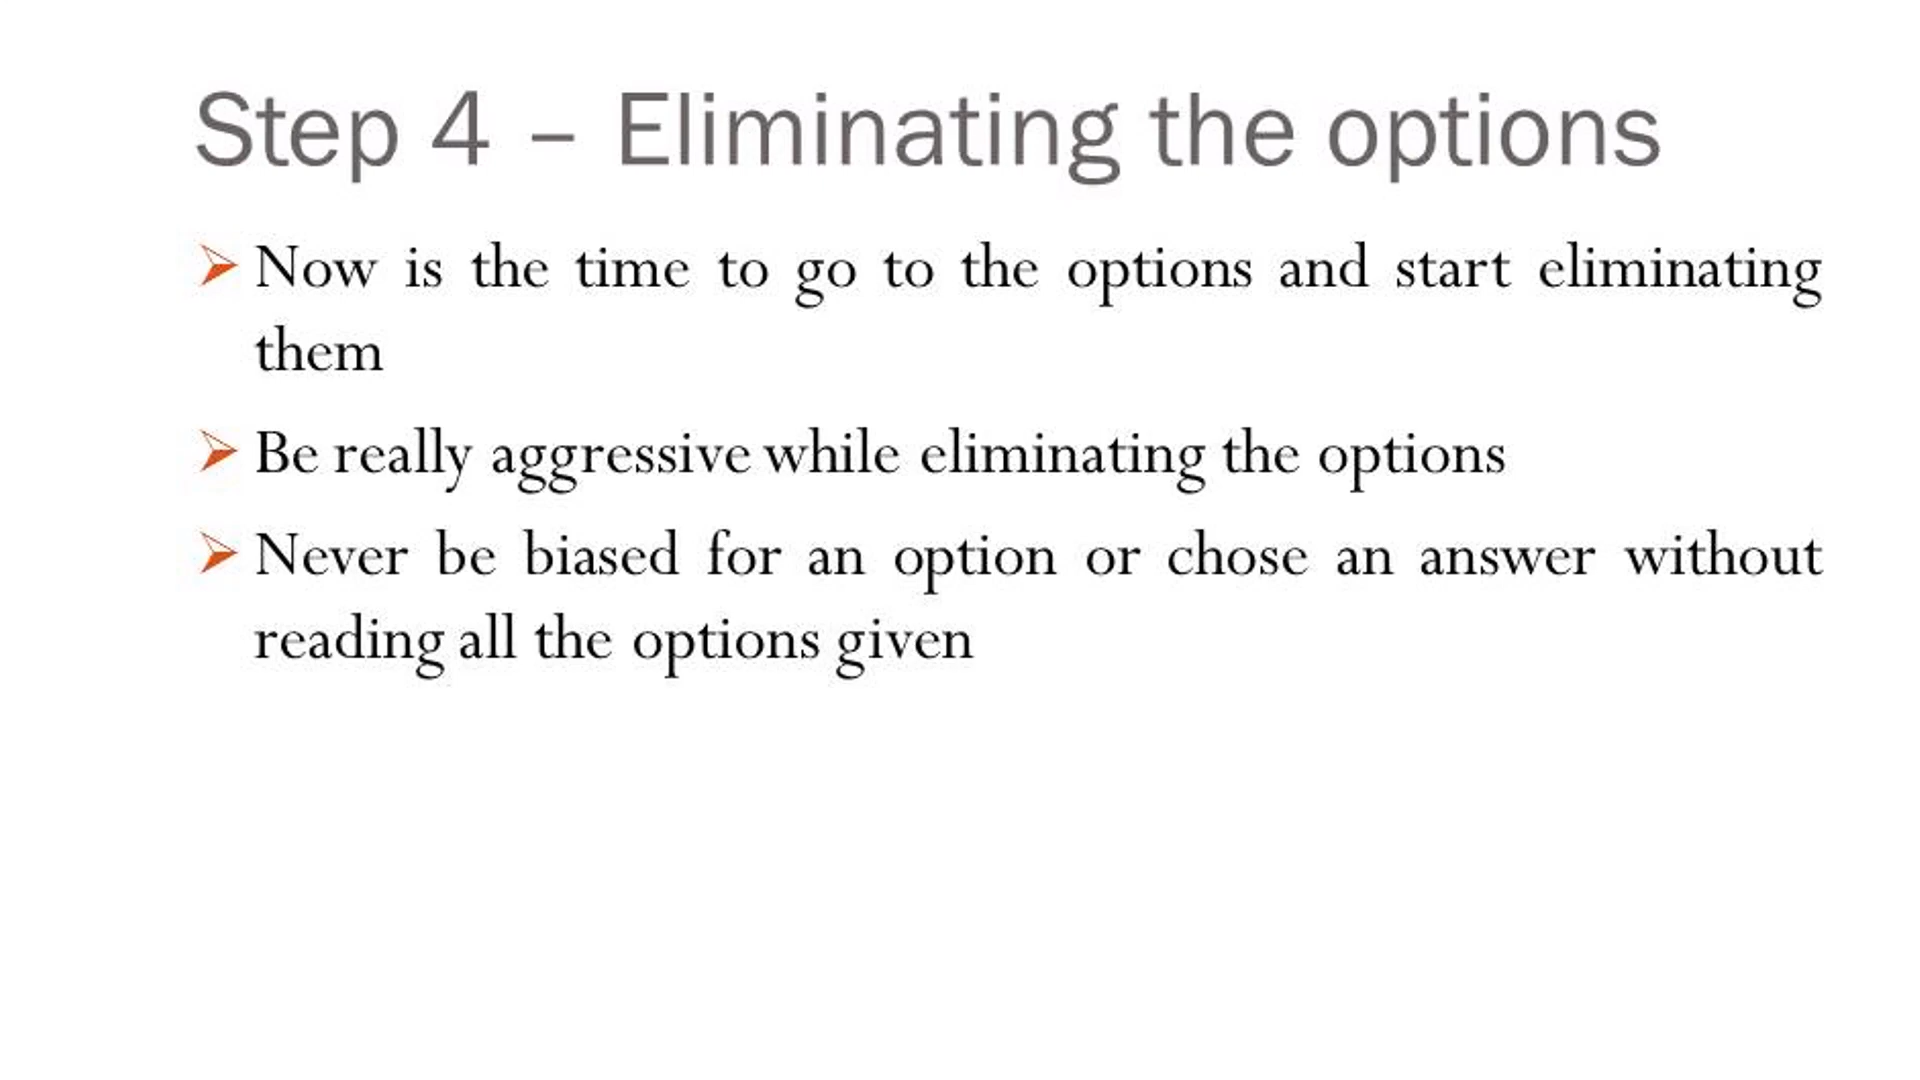 Step 4 – Eliminating the options
Now is the time to go to the options and start eliminating
them
Be really aggressive while eliminating the options
Never be biased for an option or chose an answer without
reading all the options given